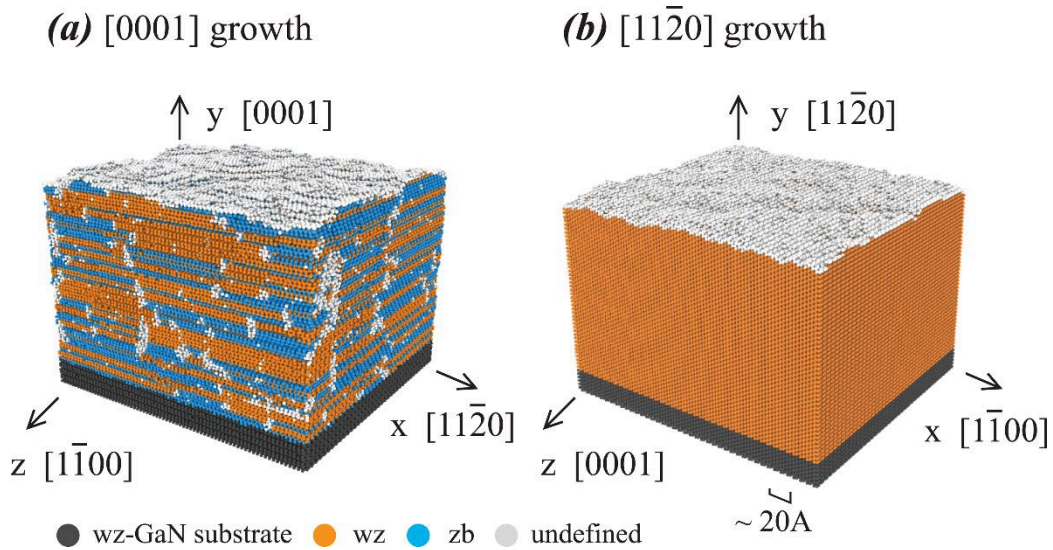 (a) [0001] growth
(b) [112̅0] growth
y [0001]
y [112̅0]
x [112̅0]
z [11̅00]
x [11̅00]
z [0001]
~ 20A
wz-GaN substrate wz zb undefined